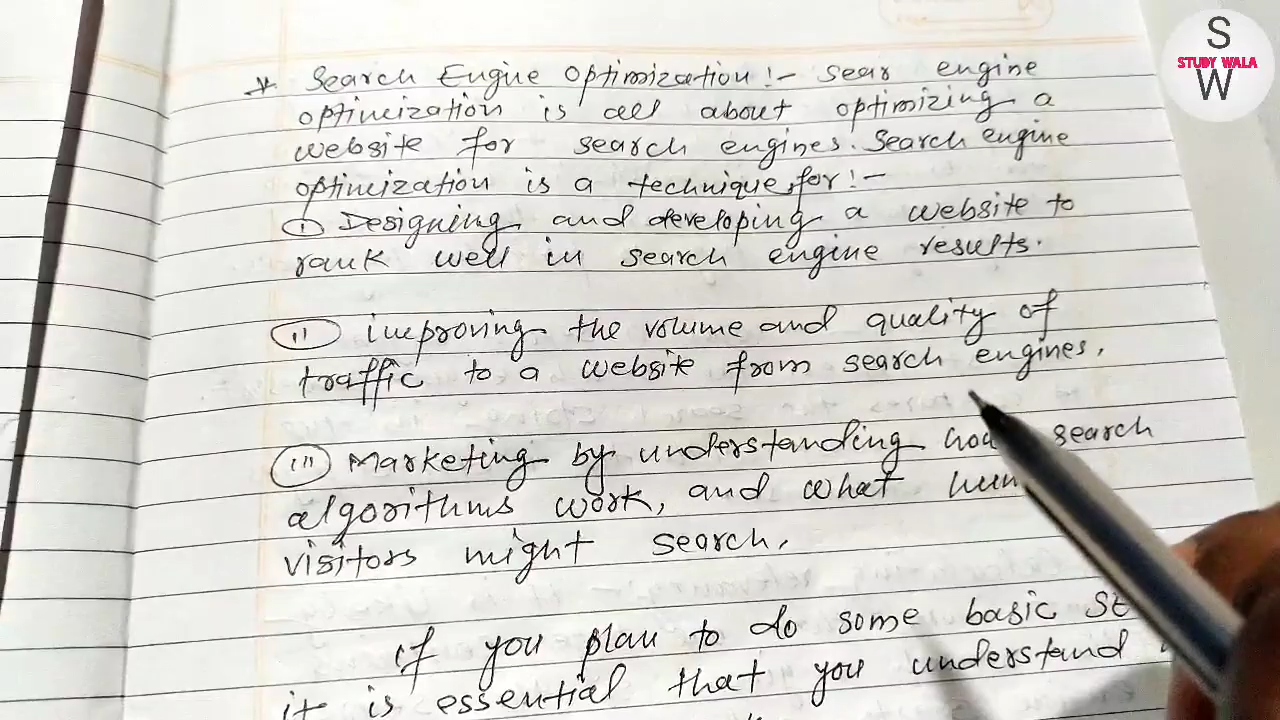 S
STUDY WALA
W
* Search Engine Optimization :- Sear engine
optimization is all about optimizing a
website for search engines. Search engine
optimization is a technique for :-
(i) Designing and developing a website to
rank well in search engine results.
(ii) improving the volume and quality of
traffic to a website from search engines.
(iii) Marketing by understanding how search
algorithms work, and what
visitors might search.
if you plan to do some basic
it is essential that you understand